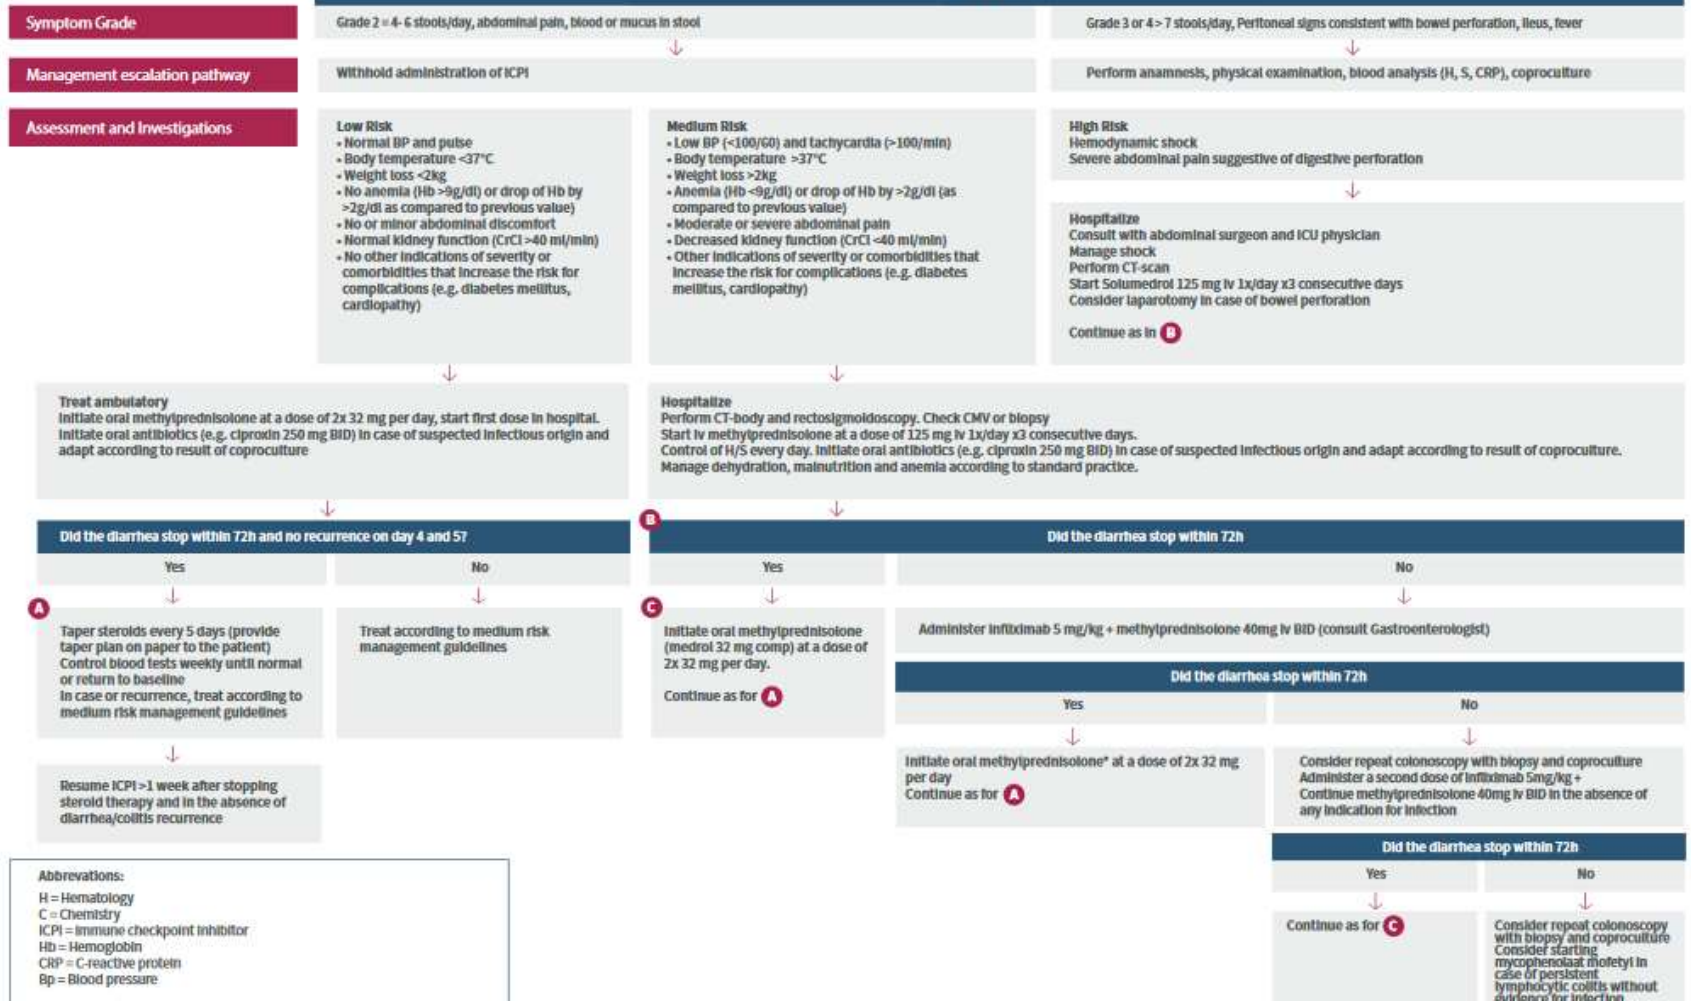 Symptom Grade
Grade 2 = 4- 6 stools/day, abdominal pain, blood or mucus in stool
Grade 3 or 4 > 7 stools/day, Peritoneal signs consistent with bowel perforation, ileus, fever
Management escalation pathway
Withhold administration of ICPI
Perform anamnesis, physical examination, blood analysis (H, S, CRP), coproculture
Assessment and Investigations
Low Risk
• Normal BP and pulse
• Body temperature <37°C
• Weight loss <2kg
• No anemia (Hb >9g/dl) or drop of Hb by
>2g/dl as compared to previous value)
• No or minor abdominal discomfort
• Normal kidney function (CrCl >40 ml/min)
• No other indications of severity or
comorbidities that increase the risk for
complications (e.g. diabetes mellitus,
cardiopathy)
Medium Risk
• Low BP (<100/60) and tachycardia (>100/min)
• Body temperature >37°C
• Weight loss >2kg
• Anemia (Hb <9g/dl) or drop of Hb by >2g/dl (as
compared to previous value)
• Moderate or severe abdominal pain
• Decreased kidney function (CrCl <40 ml/min)
• Other indications of severity or comorbidities that
increase the risk for complications (e.g. diabetes
mellitus, cardiopathy)
High Risk
Hemodynamic shock
Severe abdominal pain suggestive of digestive perforation
Hospitalize
Consult with abdominal surgeon and ICU physician
Manage shock
Perform CT-scan
Start Solumedrol 125 mg iv 1x/day x3 consecutive days
Consider laparotomy in case of bowel perforation
Continue as in B
Treat ambulatory
Initiate oral methylprednisolone at a dose of 2x 32 mg per day, start first dose in hospital.
Initiate oral antibiotics (e.g. ciproxin 250 mg BID) in case of suspected infectious origin and
adapt according to result of coproculture
Hospitalize
Perform CT-body and rectosigmoidoscopy. Check CMV or biopsy
Start iv methylprednisolone at a dose of 125 mg iv 1x/day x3 consecutive days.
Control of H/S every day. Initiate oral antibiotics (e.g. ciproxin 250 mg BID) in case of suspected infectious origin and adapt according to result of coproculture.
Manage dehydration, malnutrition and anemia according to standard practice.
Did the diarrhea stop within 72h and no recurrence on day 4 and 5?
Yes
No
A
Taper steroids every 5 days (provide
taper plan on paper to the patient)
Control blood tests weekly until normal
or return to baseline
In case or recurrence, treat according to
medium risk management guidelines
Treat according to medium risk
management guidelines
Resume ICPI >1 week after stopping
steroid therapy and in the absence of
diarrhea/colitis recurrence
B
Did the diarrhea stop within 72h
Yes
No
C
Initiate oral methylprednisolone
(medrol 32 mg comp) at a dose of
2x 32 mg per day.
Continue as for A
Administer infliximab 5 mg/kg + methylprednisolone 40mg iv BID (consult Gastroenterologist)
Did the diarrhea stop within 72h
Yes
No
Initiate oral methylprednisolone* at a dose of 2x 32 mg
per day
Continue as for A
Consider repeat colonoscopy with biopsy and coproculture
Administer a second dose of infliximab 5mg/kg +
Continue methylprednisolone 40mg iv BID in the absence of
any indication for infection
Did the diarrhea stop within 72h
Yes
No
Continue as for C
Consider repeat colonoscopy
with biopsy and coproculture
Consider starting
mycophenolaat mofetyl in
case of persistent
lymphocytic colitis without
evidence for infection
Abbrevations:
H = Hematology
C = Chemistry
ICPI = Immune checkpoint inhibitor
Hb = Hemoglobin
CRP = C-reactive protein
Bp = Blood pressure